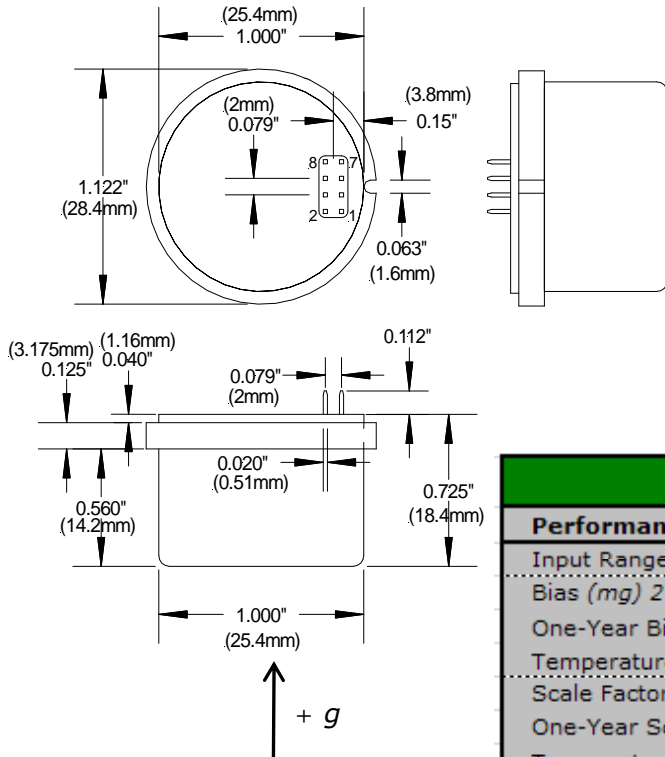 (25.4mm)
1.000"
(2mm)
0.079"
(3.8mm)
0.15"
8 7
1.122"
(28.4mm)
2 1
0.063"
(1.6mm)
(3.175mm)
0.125"
(1.16mm)
0.040"
0.079"
(2mm)
0.112"
0.020"
(0.51mm)
0.560"
(14.2mm)
0.725"
(18.4mm)
1.000"
(25.4mm)
+ g
Performan
Input Range
Bias (mg) 2
One-Year Bi
Temperature
Scale Factor
One-Year Sc